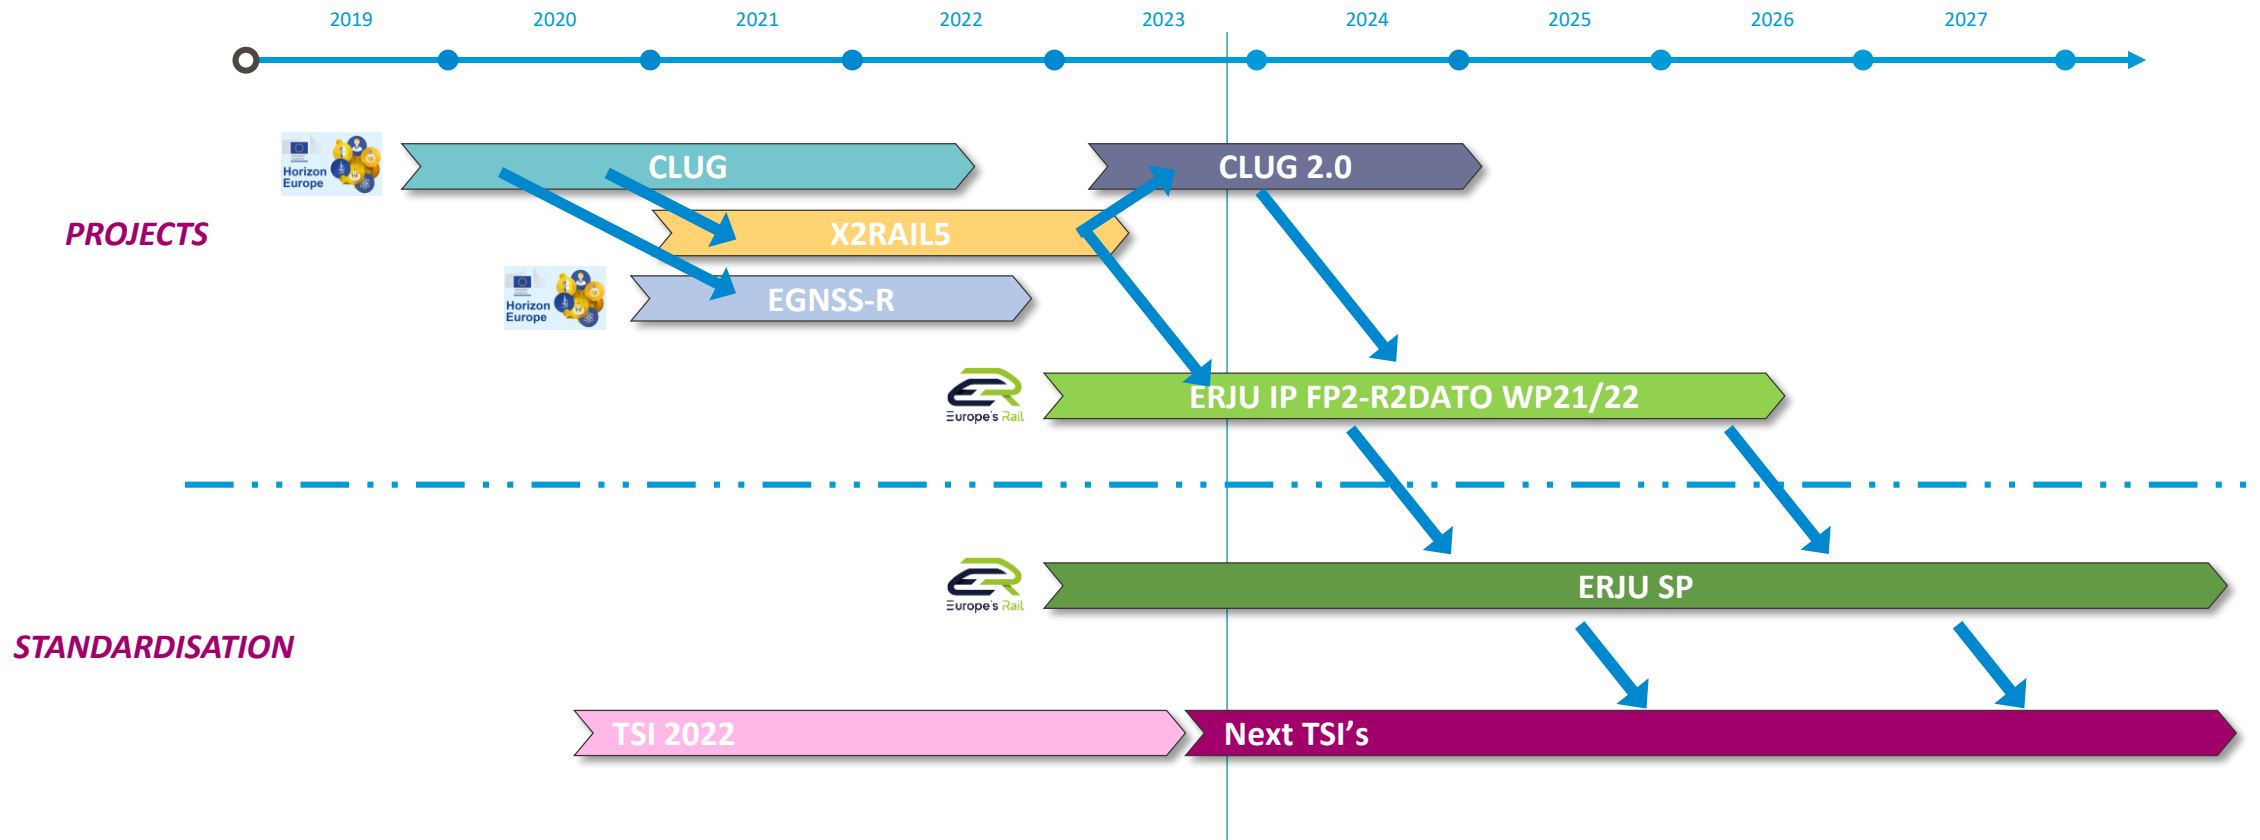 2019 2020 2021 2022 2023 2024 2025 2026 2027
Horizon
Europe
CLUG
CLUG 2.0
PROJECTS
X2RAIL5
Horizon
Europe
EGNSS-R
Europe's Rail
ERJU IP FP2-R2DATO WP21/22
Europe's Rail
ERJU SP
STANDARDISATION
TSI 2022
Next TSI's